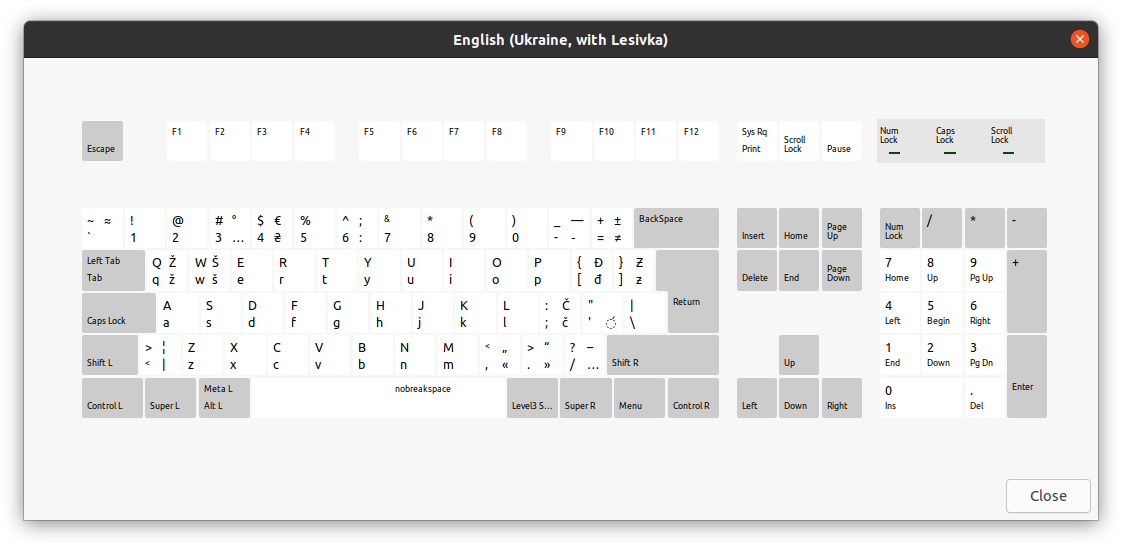 English (Ukraine, with Lesivka)
Escape F1 F2 F3 F4 F5 F6 F7 F8 F9 F10 F11 F12 Sys Rq Print Scroll Lock Pause Num Lock Caps Lock Scroll Lock
~ ≈ ! @ # ° $ € % ^ ; & * ( ) _ — + ± BackSpace Insert Home Page Up Num Lock / * -
` 1 2 3 … 4 ₴ 5 6 : 7 8 9 0 - - = ≠
Left Tab Q Ž W Š E R T Y U I O P { Đ } Ƶ Delete End Page Down 7 8 9 +
Tab q ž w š e r t y u i o p [ đ ] ƶ Home Up Pg Up
A S D F G H J K L : Č " | Return 4 5 6
Caps Lock a s d f g h j k l ; č ' ◌́ \ Left Begin Right
> ¦ Z X C V B N M < „ > “ ? – Up 1 2 3
Shift L < | z x c v b n m , « . » / … Shift R End Down Pg Dn Enter
Meta L nobreakspace 0 .
Control L Super L Alt L Level3 S… Super R Menu Control R Left Down Right Ins Del
Close